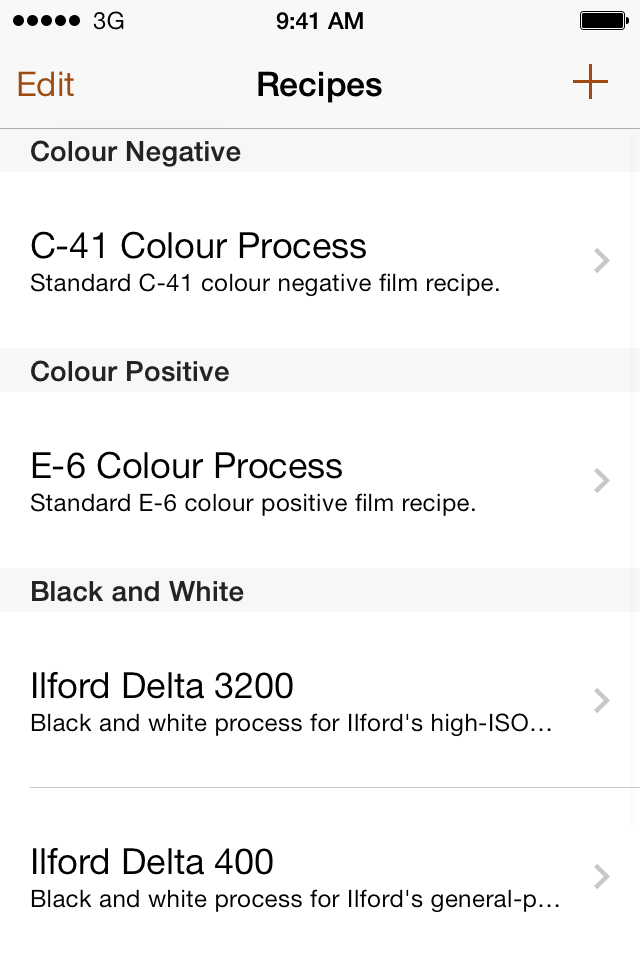 3G 9:41 AM
Edit Recipes
Colour Negative
C-41 Colour Process
Standard C-41 colour negative film recipe.
Colour Positive
E-6 Colour Process
Standard E-6 colour positive film recipe.
Black and White
Ilford Delta 3200
Black and white process for Ilford's high-ISO…
Ilford Delta 400
Black and white process for Ilford's general-p…